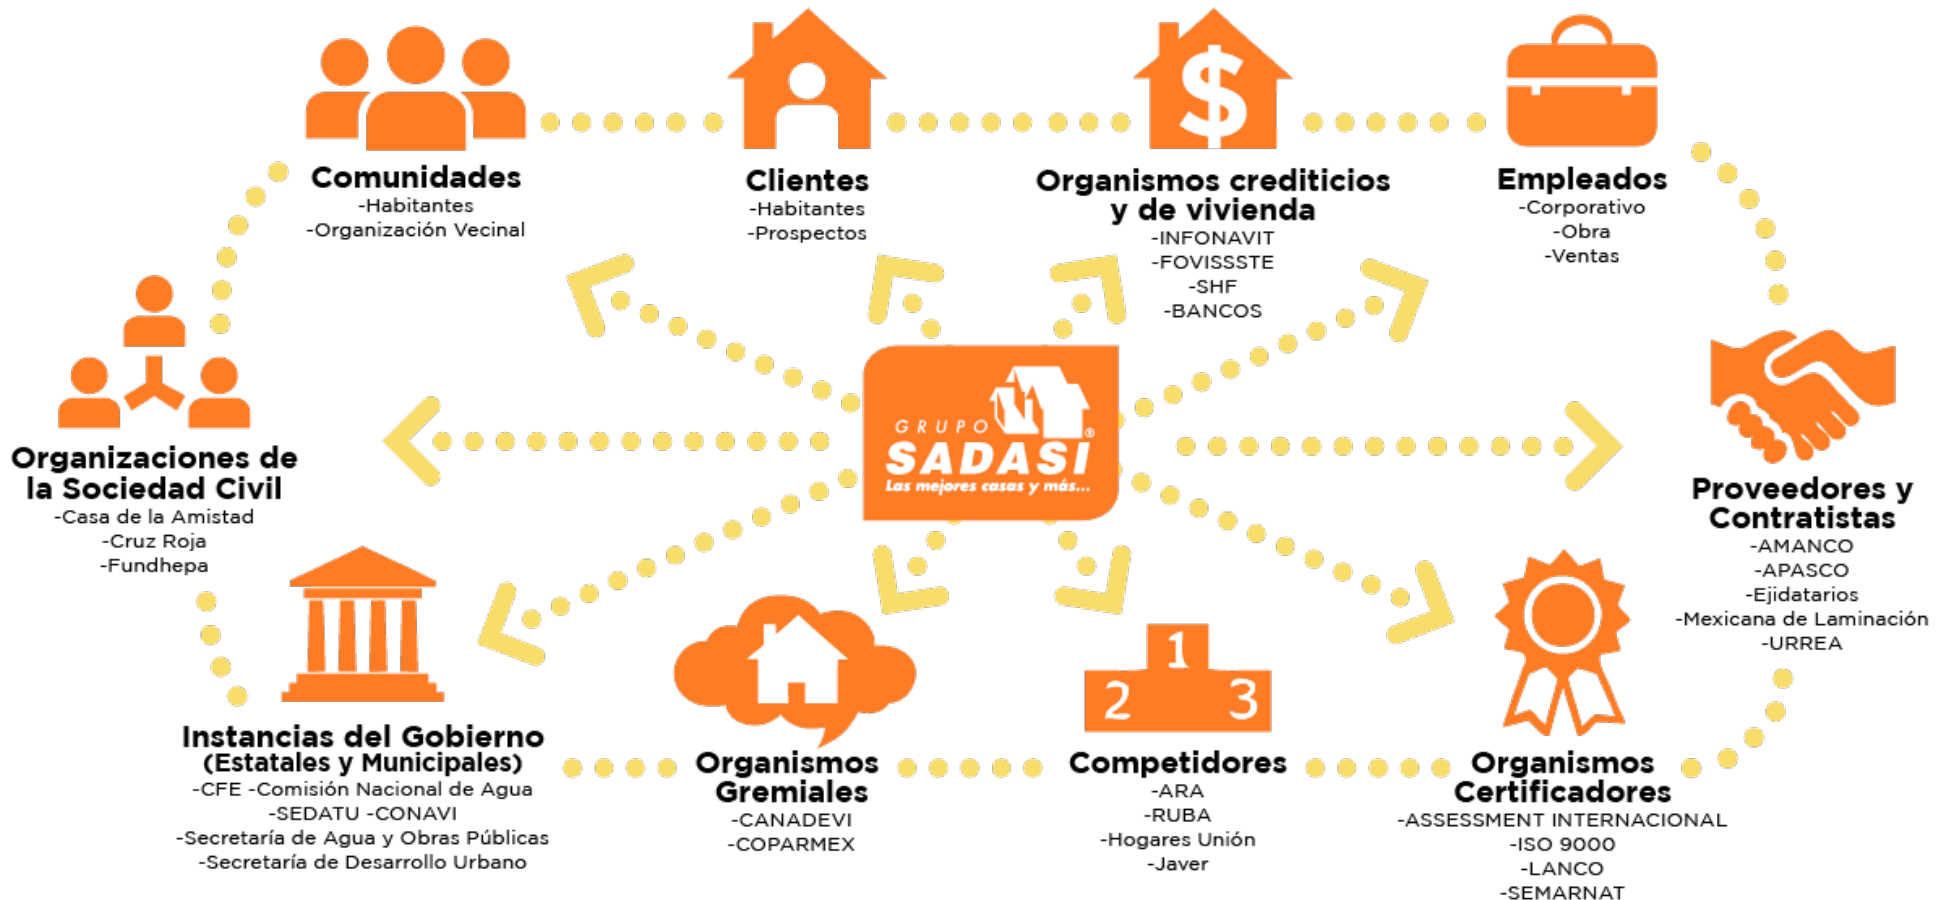 Comunidades
-Habitantes
-Organización Vecinal
Clientes
-Habitantes
-Prospectos
$
Organismos crediticios
y de vivienda
-INFONAVIT
-FOVISSSTE
-SHF
-BANCOS
Empleados
-Corporativo
-Obra
-Ventas
Organizaciones de
la Sociedad Civil
-Casa de la Amistad
-Cruz Roja
-Fundhepa
GRUPO
SADASI®
Las mejores casas y más...
Proveedores y
Contratistas
-AMANCO
-APASCO
-Ejidatarios
-Mexicana de Laminación
-URREA
Instancias del Gobierno
(Estatales y Municipales)
-CFE -Comisión Nacional de Agua
-SEDATU -CONAVI
-Secretaría de Agua y Obras Públicas
-Secretaría de Desarrollo Urbano
Organismos
Gremiales
-CANADEVI
-COPARMEX
1
2 3
Competidores
-ARA
-RUBA
-Hogares Unión
-Javer
Organismos
Certificadores
-ASSESSMENT INTERNACIONAL
-ISO 9000
-LANCO
-SEMARNAT